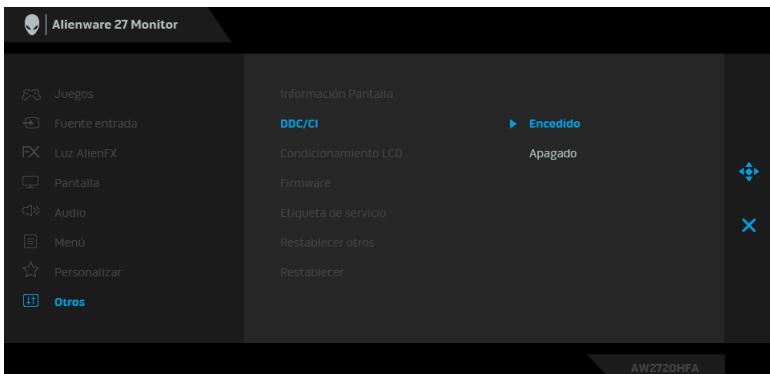 Alienware 27 Monitor
Juegos
Fuente entrada
FX Luz AlienFX
Pantalla
Audio
Menú
Personalizar
Otros
Información Pantalla
DDC/CI
Condicionamiento LCD
Firmware
Etiqueta de servicio
Restablecer otros
Restablecer
Encedido
Apagado
AW2720HFA